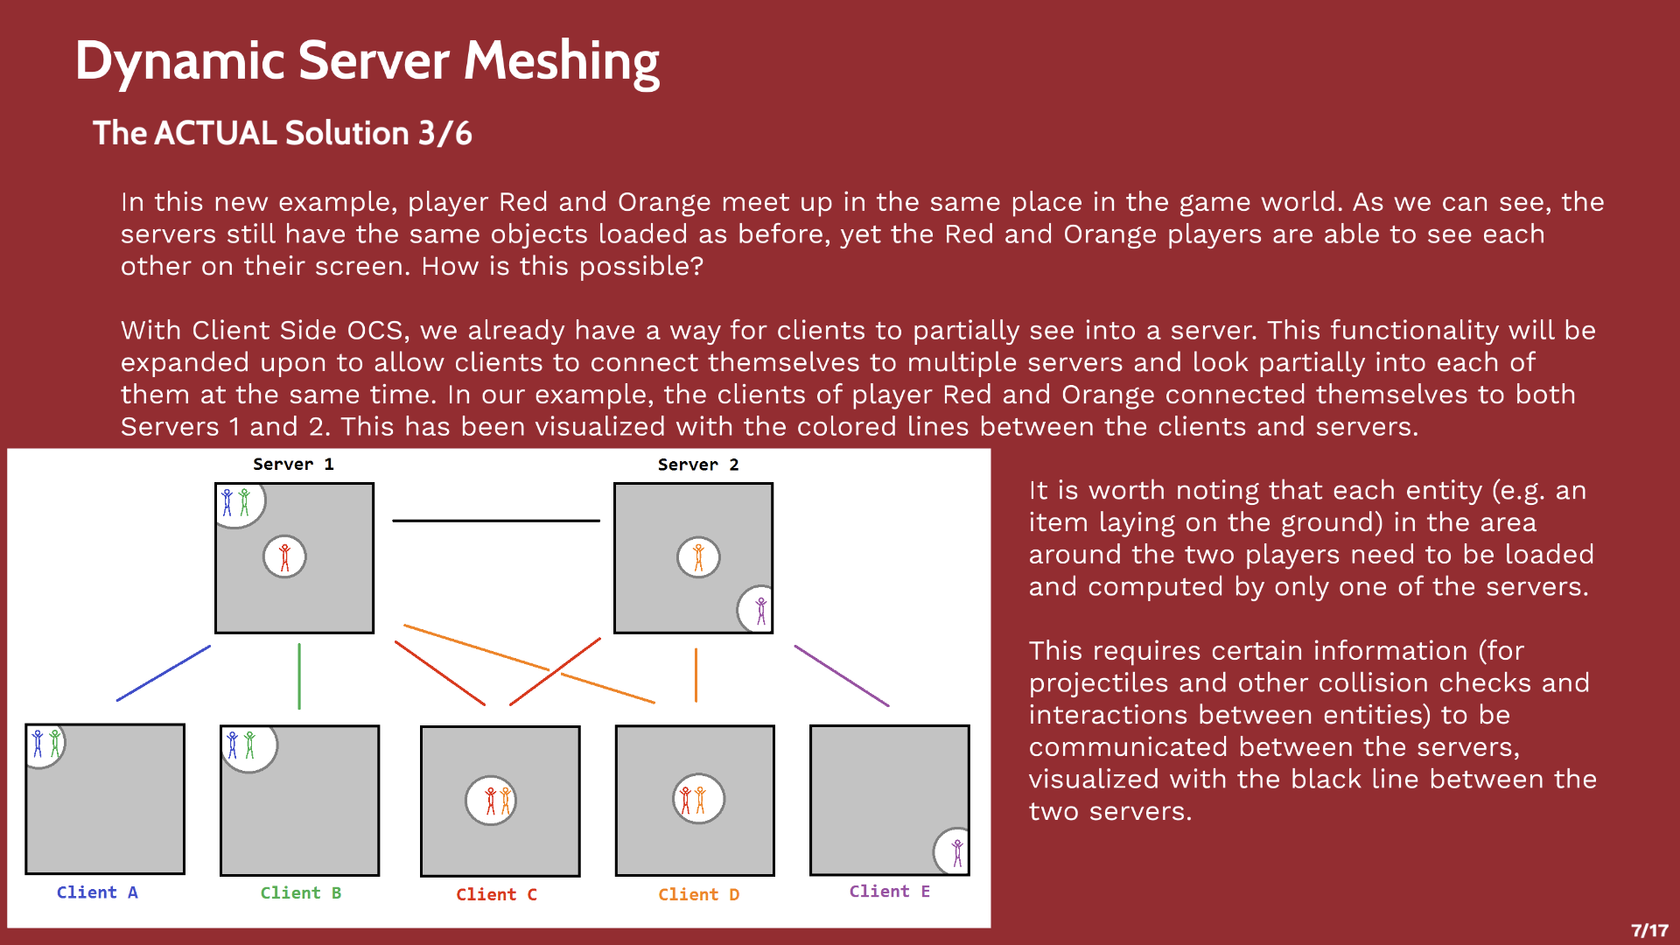 Dynamic Server Meshing
The ACTUAL Solution 3/6
In this new example, player Red and Orange meet up in the same place in the game world. As we can see, the
servers still have the same objects loaded as before, yet the Red and Orange players are able to see each
other on their screen. How is this possible?
With Client Side OCS, we already have a way for clients to partially see into a server. This functionality will be
expanded upon to allow clients to connect themselves to multiple servers and look partially into each of
them at the same time. In our example, the clients of player Red and Orange connected themselves to both
Servers 1 and 2. This has been visualized with the colored lines between the clients and servers.
Server 1
Server 2
Client A
Client B
Client C
Client D
Client E
It is worth noting that each entity (e.g. an
item laying on the ground) in the area
around the two players need to be loaded
and computed by only one of the servers.
This requires certain information (for
projectiles and other collision checks and
interactions between entities) to be
communicated between the servers,
visualized with the black line between the
two servers.
7/17